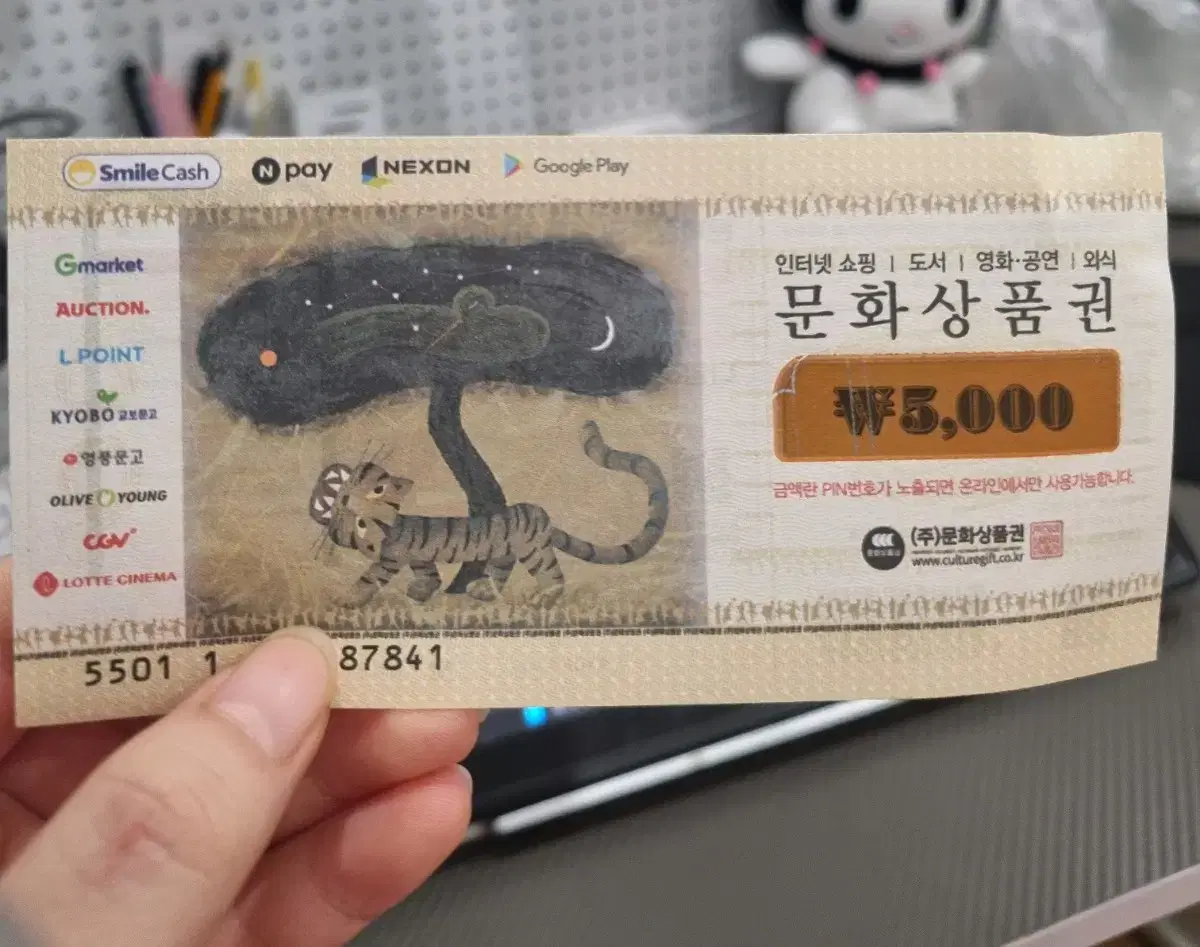 SmileCash
N pay
NEXON
Google Play
Gmarket
AUCTION.
L POINT
KYOBO 교보문고
영풍문고
OLIVE YOUNG
CGV
LOTTE CINEMA
인터넷 쇼핑 | 도서 | 영화·공연 | 외식
문화상품권
₩5,000
금액란 PIN번호가 노출되면 온라인에서만 사용가능합니다.
(주)문화상품권
www.culturegift.co.kr
5501 1 87841